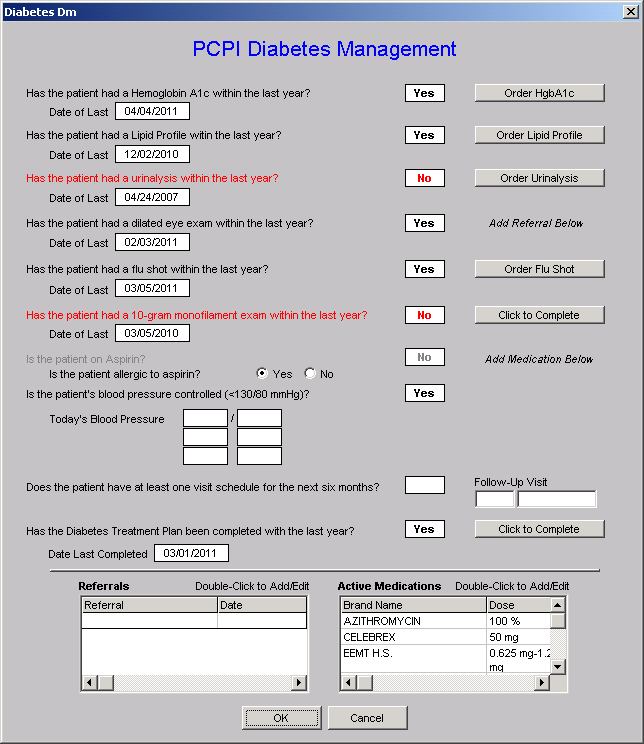 Diabetes Dm
PCPI Diabetes Management
Has the patient had a Hemoglobin A1c within the last year? Yes Order HgbA1c
Date of Last 04/04/2011
Has the patient had a Lipid Profile witin the last year? Yes Order Lipid Profile
Date of Last 12/02/2010
Has the patient had a urinalysis within the last year? No Order Urinalysis
Date of Last 04/24/2007
Has the patient had a dilated eye exam within the last year? Yes Add Referral Below
Date of Last 02/03/2011
Has the patient had a flu shot within the last year? Yes Order Flu Shot
Date of Last 03/05/2011
Has the patient had a 10-gram monofilament exam within the last year? No Click to Complete
Date of Last 03/05/2010
Is the patient on Aspirin? No Add Medication Below
Is the patient allergic to aspirin? Yes No
Is the patient's blood pressure controlled (<130/80 mmHg)? Yes
Today's Blood Pressure /
Does the patient have at least one visit schedule for the next six months? Follow-Up Visit
Has the Diabetes Treatment Plan been completed with the last year? Yes Click to Complete
Date Last Completed 03/01/2011
Referrals Double-Click to Add/Edit
Referral Date
Active Medications Double-Click to Add/Edit
Brand Name Dose
AZITHROMYCIN 100 %
CELEBREX 50 mg
EEMT H.S. 0.625 mg-1.2
mg
OK Cancel